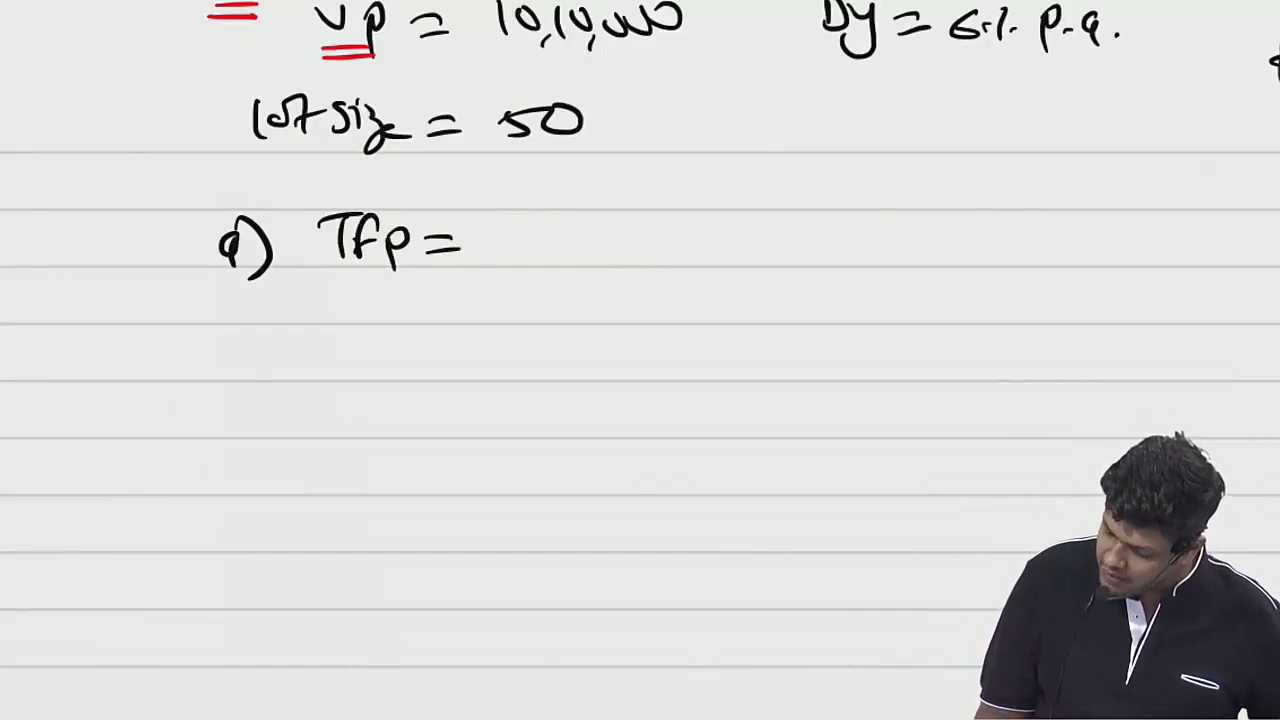 Vp = 10,10,000 Dy = 6.1. p.a.
lot size = 50
a) Tfp =